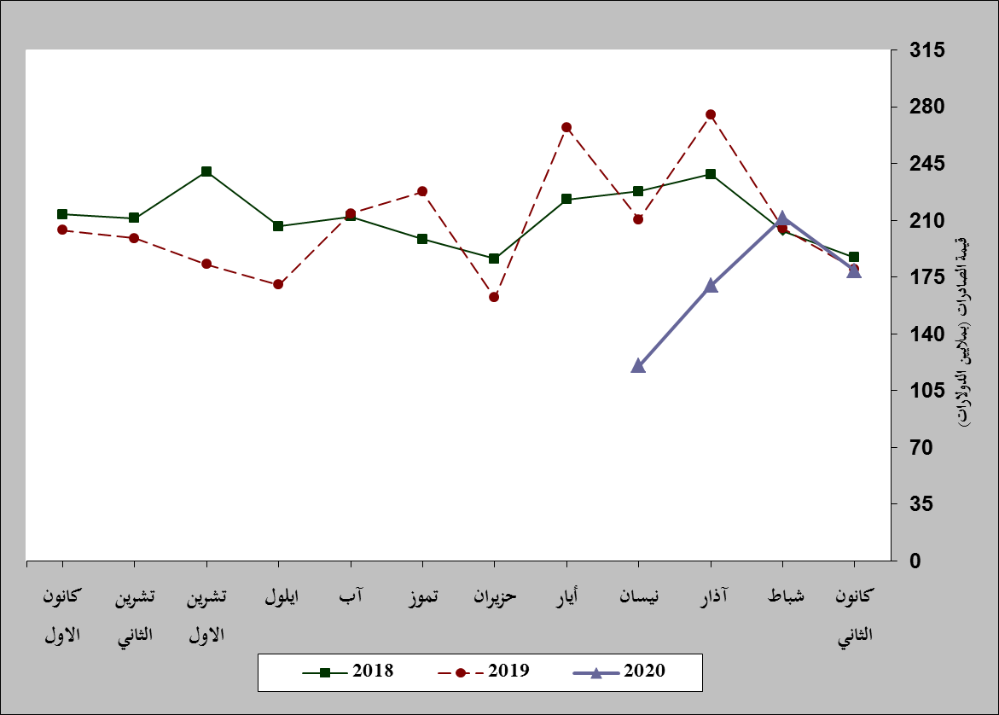 315
280
245
210
175
140
105
70
35
0
قيمة الصادرات (بملايين الدولارات)
كانون الثاني
شباط
آذار
نيسان
أيار
حزيران
تموز
آب
ايلول
تشرين الاول
تشرين الثاني
كانون الاول
2018
2019
2020